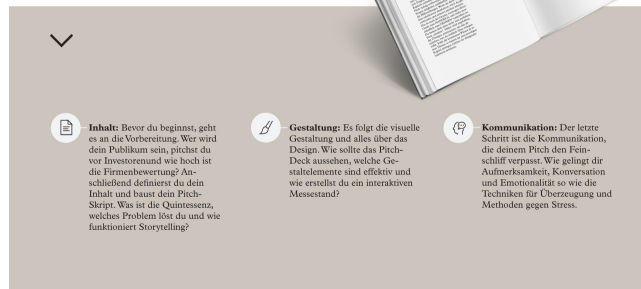 Inhalt: Bevor du beginnst, geht
es an die Vorbereitung. Wer wird
dein Publikum sein, pitchst du
vor Investorenund wie hoch ist
die Firmenbewertung? An-
schließend definierst du dein
Inhalt und baust dein Pitch-
Skript. Was ist die Quintessenz,
welches Problem löst du und wie
funktioniert Storytelling?
Gestaltung: Es folgt die visuelle
Gestaltung und alles über das
Design. Wie sollte das Pitch-
Deck aussehen, welche Ge-
staltelemente sind effektiv und
wie erstellst du ein interaktiven
Messestand?
Kommunikation: Der letzte
Schritt ist die Kommunikation,
die deinem Pitch den Fein-
schliff verpasst. Wie gelingt dir
Aufmerksamkeit, Konversation
und Emotionalität so wie die
Techniken für Überzeugung und
Methoden gegen Stress.